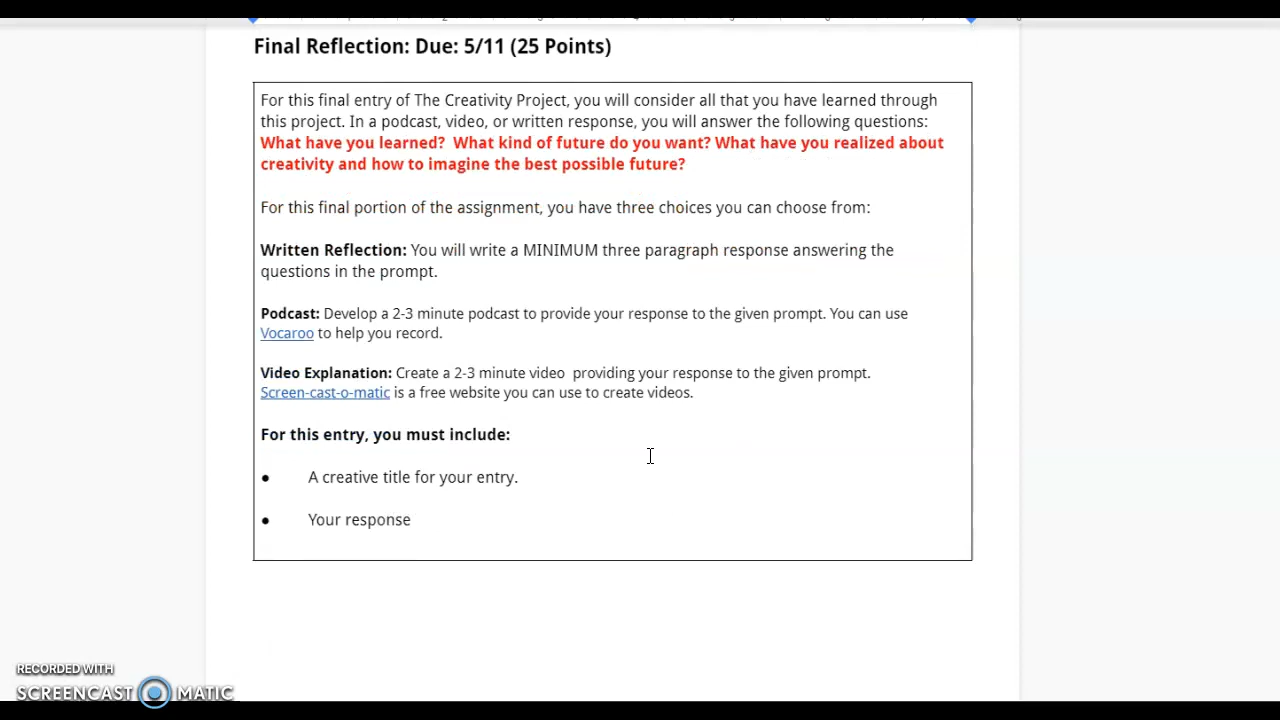 Final Reflection: Due: 5/11 (25 Points)
For this final entry of The Creativity Project, you will consider all that you have learned through
this project. In a podcast, video, or written response, you will answer the following questions:
What have you learned?  What kind of future do you want? What have you realized about
creativity and how to imagine the best possible future?
For this final portion of the assignment, you have three choices you can choose from:
Written Reflection: You will write a MINIMUM three paragraph response answering the
questions in the prompt.
Podcast: Develop a 2-3 minute podcast to provide your response to the given prompt. You can use
Vocaroo to help you record.
Video Explanation: Create a 2-3 minute video  providing your response to the given prompt.
Screen-cast-o-matic is a free website you can use to create videos.
For this entry, you must include:
● A creative title for your entry.
● Your response
RECORDED WITH
SCREENCAST MATIC